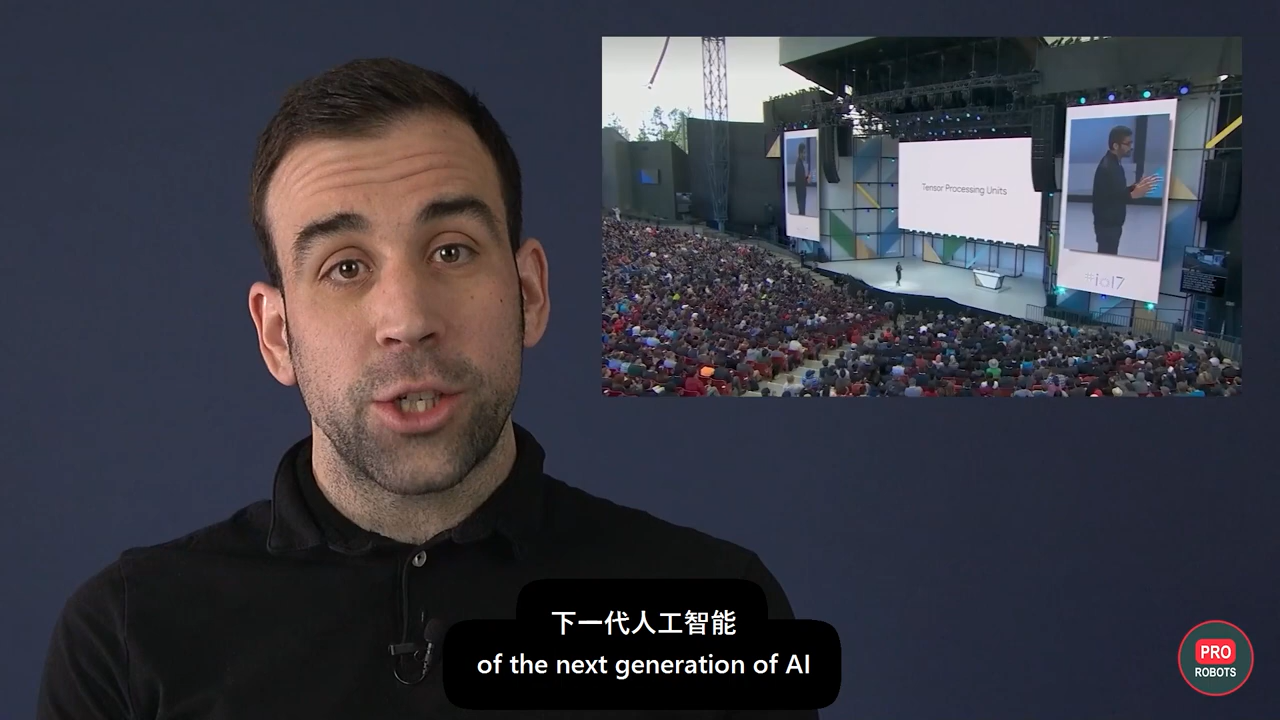 Tensor Processing Units
#io17
下一代人工智能
of the next generation of AI
PRO
ROBOTS